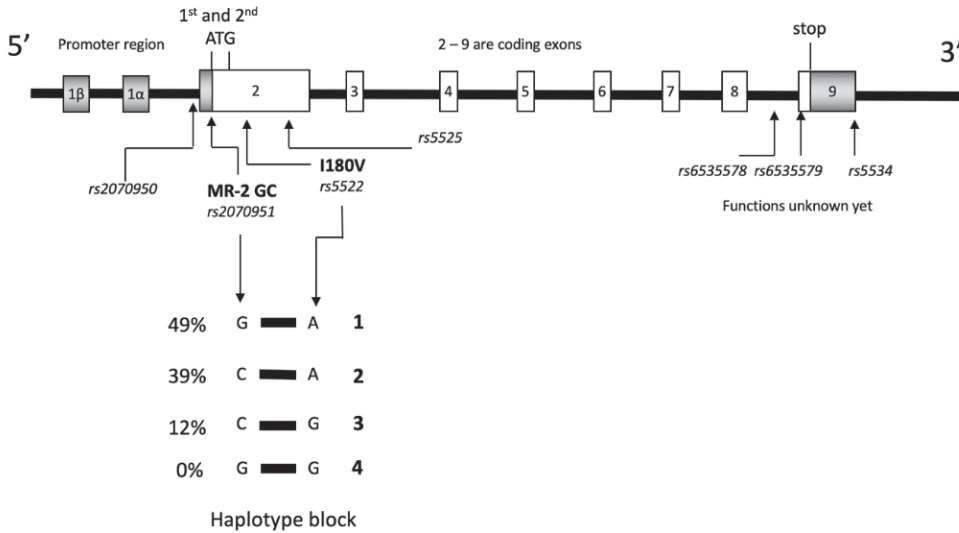 1st and 2nd
ATG
5′
Promoter region
2 – 9 are coding exons
stop
3′
1β
1α
2
3
4
5
6
7
8
9
rs2070950
MR-2 GC
rs2070951
I180V
rs5522
rs5525
rs6535578
rs6535579
rs5534
Functions unknown yet
49% G A 1
39% C A 2
12% C G 3
0% G G 4
Haplotype block